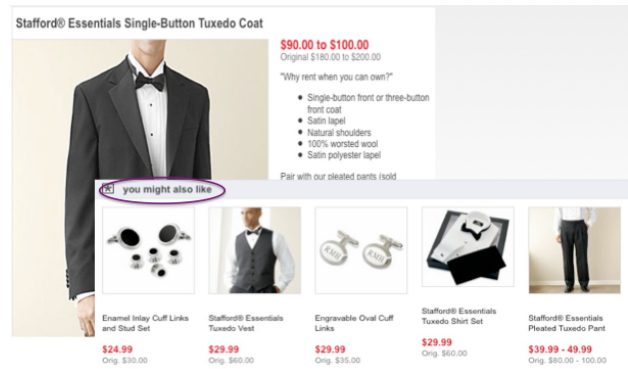 Stafford® Essentials Single-Button Tuxedo Coat
$90.00 to $100.00
Original $180.00 to $200.00
"Why rent when you can own?"
• Single-button front or three-button
front coat
• Satin lapel
• Natural shoulders
• 100% worsted wool
• Satin polyester lapel
Pair with our pleated pants (sold
you might also like
Enamel Inlay Cuff Links
and Stud Set
$24.99
Orig. $30.00
Stafford® Essentials
Tuxedo Vest
$29.99
Orig. $60.00
RMH
RMH
Engravable Oval Cuff
Links
$29.99
Orig. $35.00
Stafford® Essentials
Tuxedo Shirt Set
$29.99
Orig. $60.00
Stafford® Essentials
Pleated Tuxedo Pant
$39.99 - 49.99
Orig. $80.00 - 100.00